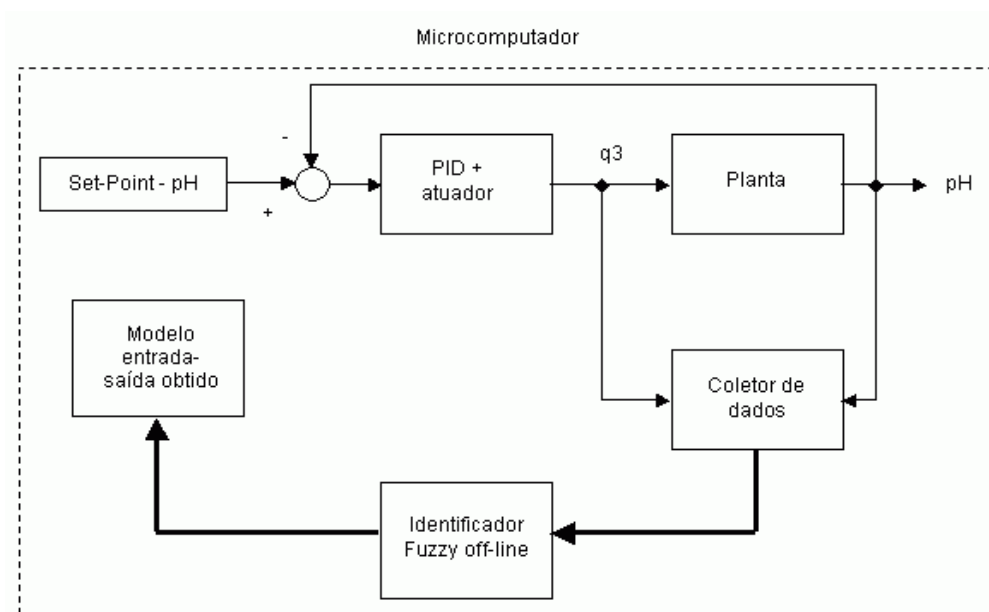 Microcomputador
-
Set-Point - pH
+
PID +
atuador
q3
Planta
pH
Modelo
entrada-
saída obtido
Coletor de
dados
Identificador
Fuzzy off-line